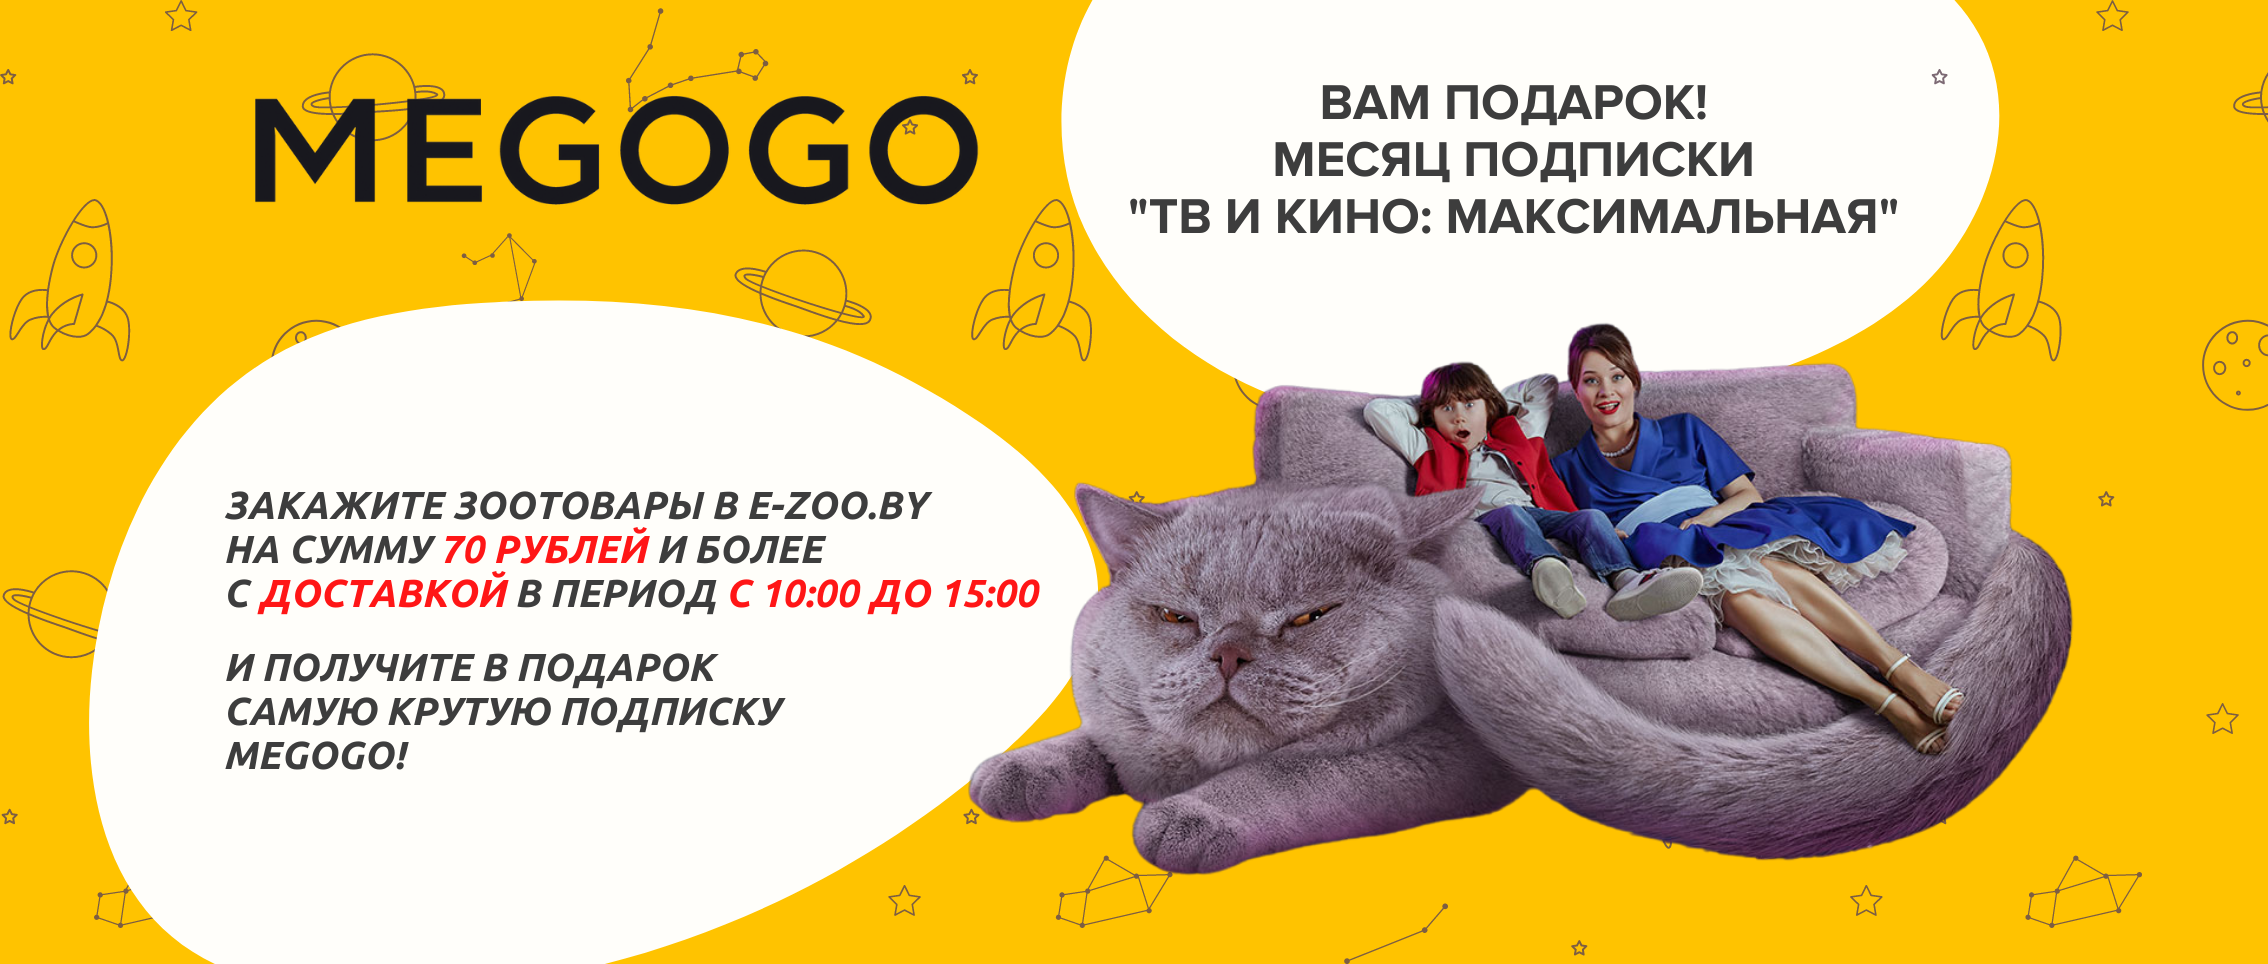 MEGOGO
ВАМ ПОДАРОК!
МЕСЯЦ ПОДПИСКИ
"ТВ И КИНО: МАКСИМАЛЬНАЯ"
ЗАКАЖИТЕ ЗООТОВАРЫ В E-ZOO.BY
НА СУММУ 70 РУБЛЕЙ И БОЛЕЕ
С ДОСТАВКОЙ В ПЕРИОД С 10:00 ДО 15:00
И ПОЛУЧИТЕ В ПОДАРОК
САМУЮ КРУТУЮ ПОДПИСКУ
MEGOGO!